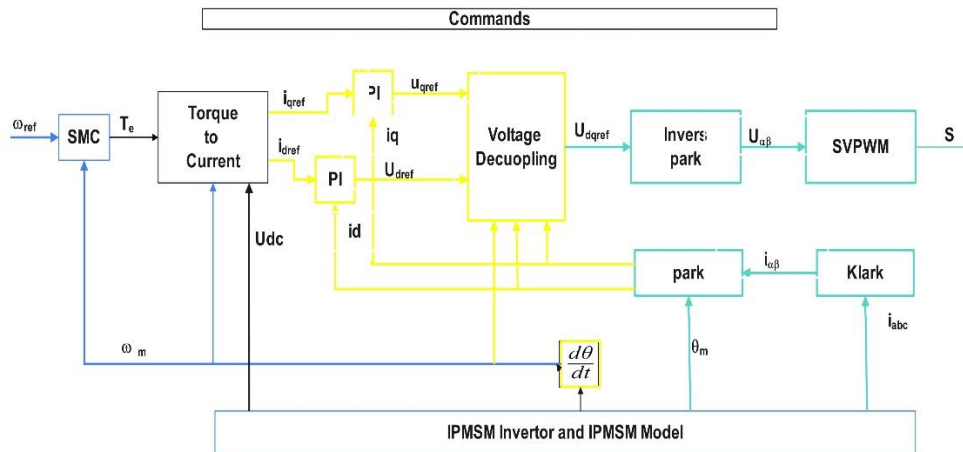 Commands
ω ref
SMC
Te
Torque
to
Current
iqref
idref
PI
PI
uqref
Udref
iq
id
Udc
Voltage
Decuopling
Udqref
Invers
park
Uαβ
SVPWM
S
park
iαβ
Klark
iabc
θm
ω m
dθ
dt
IPMSM Invertor and IPMSM Model